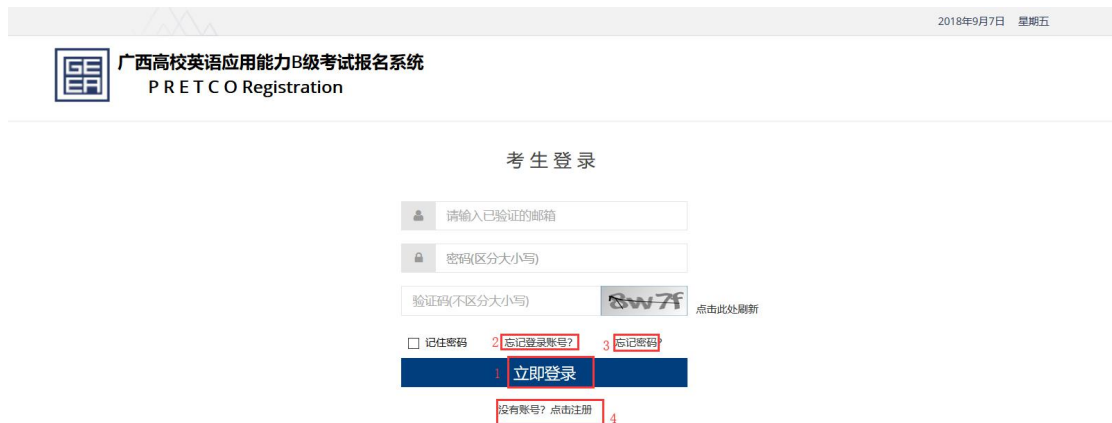 2018年9月7日 星期五
GEEA
广西高校英语应用能力B级考试报名系统
PRETCO Registration
考生登录
请输入已验证的邮箱
密码(区分大小写)
验证码(不区分大小写) 8w7f 点击此处刷新
记住密码 2 忘记登录账号? 3 忘记密码?
1 立即登录
没有账号? 点击注册 4